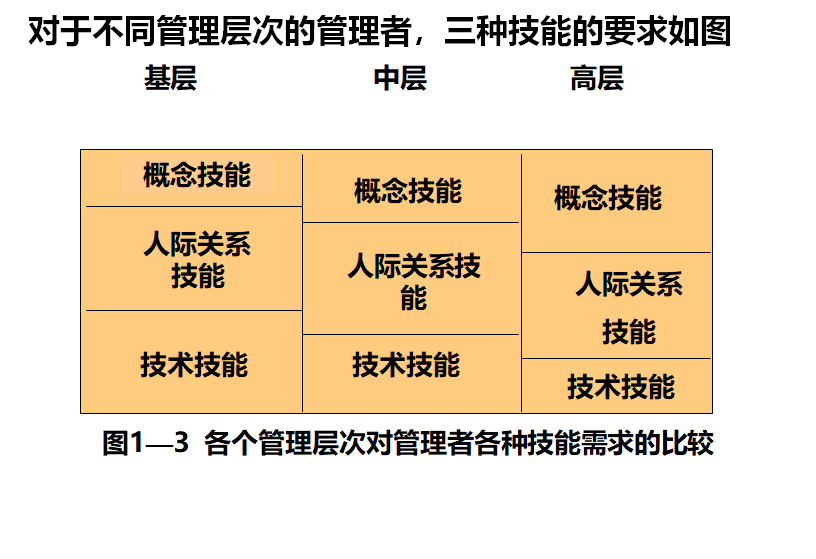 对于不同管理层次的管理者，三种技能的要求如图
基层
中层
高层
概念技能
人际关系
技能
技术技能
概念技能
人际关系技
能
技术技能
概念技能
人际关系
技能
技术技能
图1—3 各个管理层次对管理者各种技能需求的比较